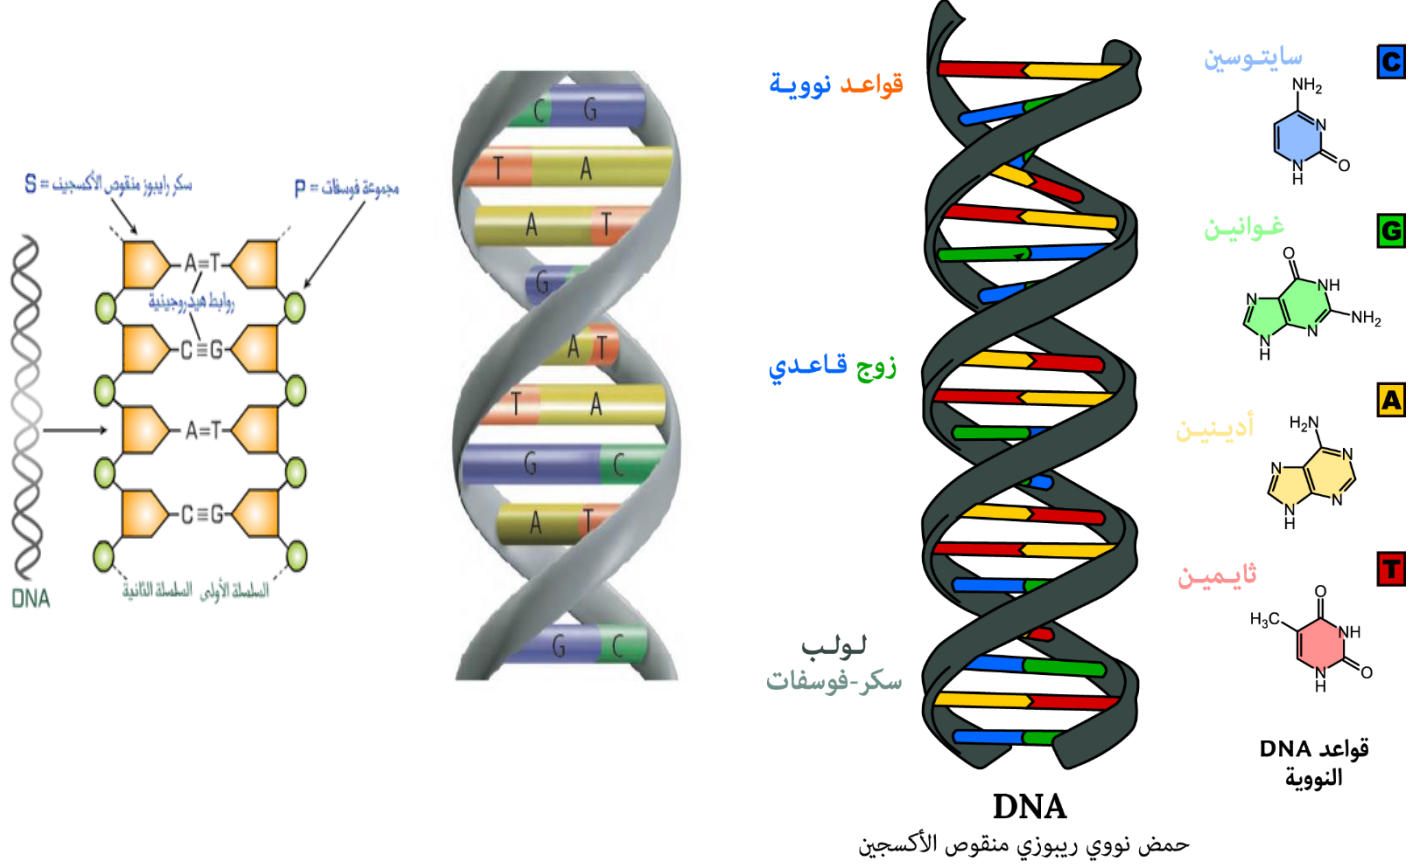 سكر رايبوز منقوص الأكسجين = S
مجموعة فوسفات = P
A=T
روابط هيدروجينية
C≡G
A=T
C≡G
السلسلة الثانية السلسلة الأولى
DNA
C G
T A
A T
G
A T
T A
G C
A T
G C
قواعد نووية
زوج قاعدي
لولب
سكر-فوسفات
DNA
حمض نووي ريبوزي منقوص الأكسجين
سايتوسين C
NH₂
N
O
N
H
غوانين G
O
N
NH
N
H
N
NH₂
أدينين A
H₂N
N
N
N
H
N
ثايمين T
O
H₃C
NH
N
H
O
قواعد DNA
النووية